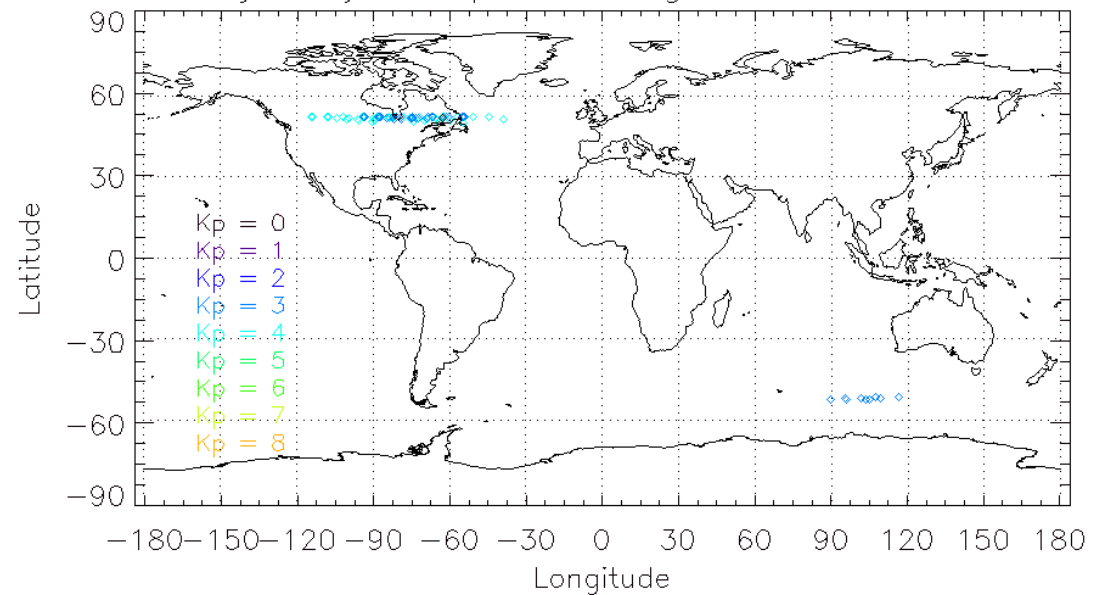 90
60
30
0
−30
−60
−90
Latitude
Kp = 0
Kp = 1
Kp = 2
Kp = 3
Kp = 4
Kp = 5
Kp = 6
Kp = 7
Kp = 8
−180 −150 −120 −90 −60 −30 0 30 60 90 120 150 180
Longitude